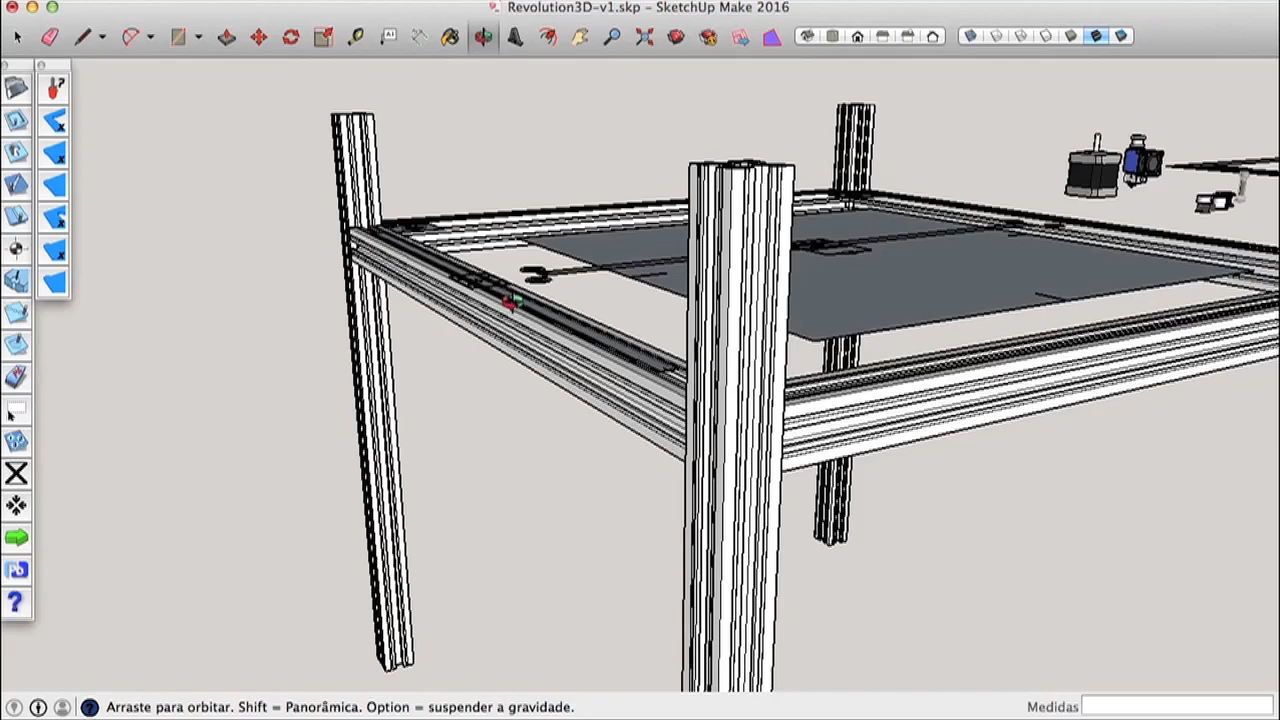 Revolution3D-v1.skp - SketchUp Make 2016
Arraste para orbitar. Shift = Panorâmica. Option = suspender a gravidade.
Medidas